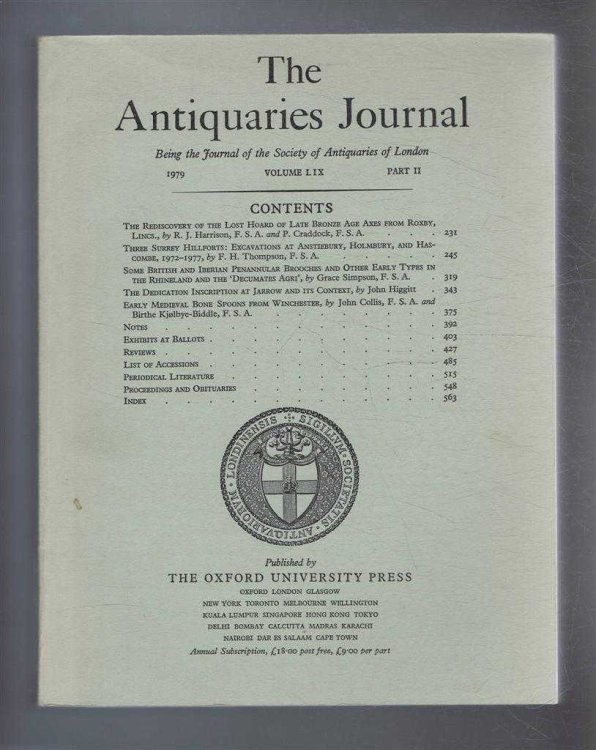 The
Antiquaries Journal
Being the Journal of the Society of Antiquaries of London
1979 VOLUME LIX PART II
CONTENTS
The Rediscovery of the Lost Hoard of Late Bronze Age Axes from Roxby,
Lincs., by R. J. Harrison, F. S. A. and P. Craddock, F. S. A. . . . . 231
Three Surrey Hillforts: Excavations at Anstiebury, Holmbury, and Has-
combe, 1972–1977, by F. H. Thompson, F. S. A. . . . . . . 245
Some British and Iberian Penannular Brooches and Other Early Types in
the Rhineland and the 'Decumates Agri', by Grace Simpson, F. S. A. . 319
The Dedication Inscription at Jarrow and its Context, by John Higgitt . 343
Early Medieval Bone Spoons from Winchester, by John Collis, F. S. A. and
Birthe Kjølbye-Biddle, F. S. A. . . . . . . . . 375
Notes . . . . . . . . . . . . 392
Exhibits at Ballots . . . . . . . . . . 403
Reviews . . . . . . . . . . . . 427
List of Accessions . . . . . . . . . . 485
Periodical Literature . . . . . . . . . 515
Proceedings and Obituaries . . . . . . . . 548
Index . . . . . . . . . . . . 563
SIGILLVM · SOCIETATIS · ANTIQVARIORVM · LONDINENSIS
Published by
THE OXFORD UNIVERSITY PRESS
OXFORD LONDON GLASGOW
NEW YORK TORONTO MELBOURNE WELLINGTON
KUALA LUMPUR SINGAPORE HONG KONG TOKYO
DELHI BOMBAY CALCUTTA MADRAS KARACHI
NAIROBI DAR ES SALAAM CAPE TOWN
Annual Subscription, £18·00 post free, £9·00 per part